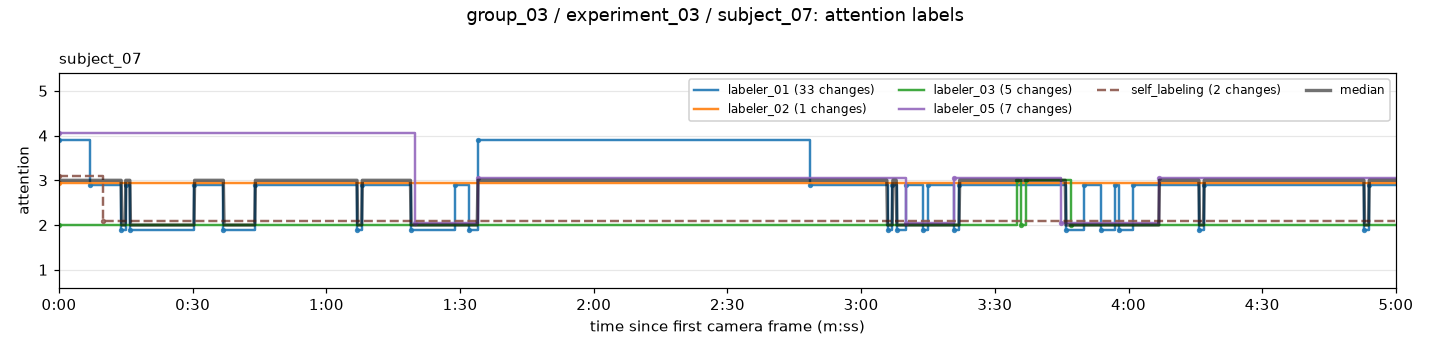 group_03 / experiment_03 / subject_07: attention labels
subject_07
labeler_01 (33 changes)
labeler_02 (1 changes)
labeler_03 (5 changes)
labeler_05 (7 changes)
self_labeling (2 changes)
median
attention
5
4
3
2
1
0:00 0:30 1:00 1:30 2:00 2:30 3:00 3:30 4:00 4:30 5:00
time since first camera frame (m:ss)